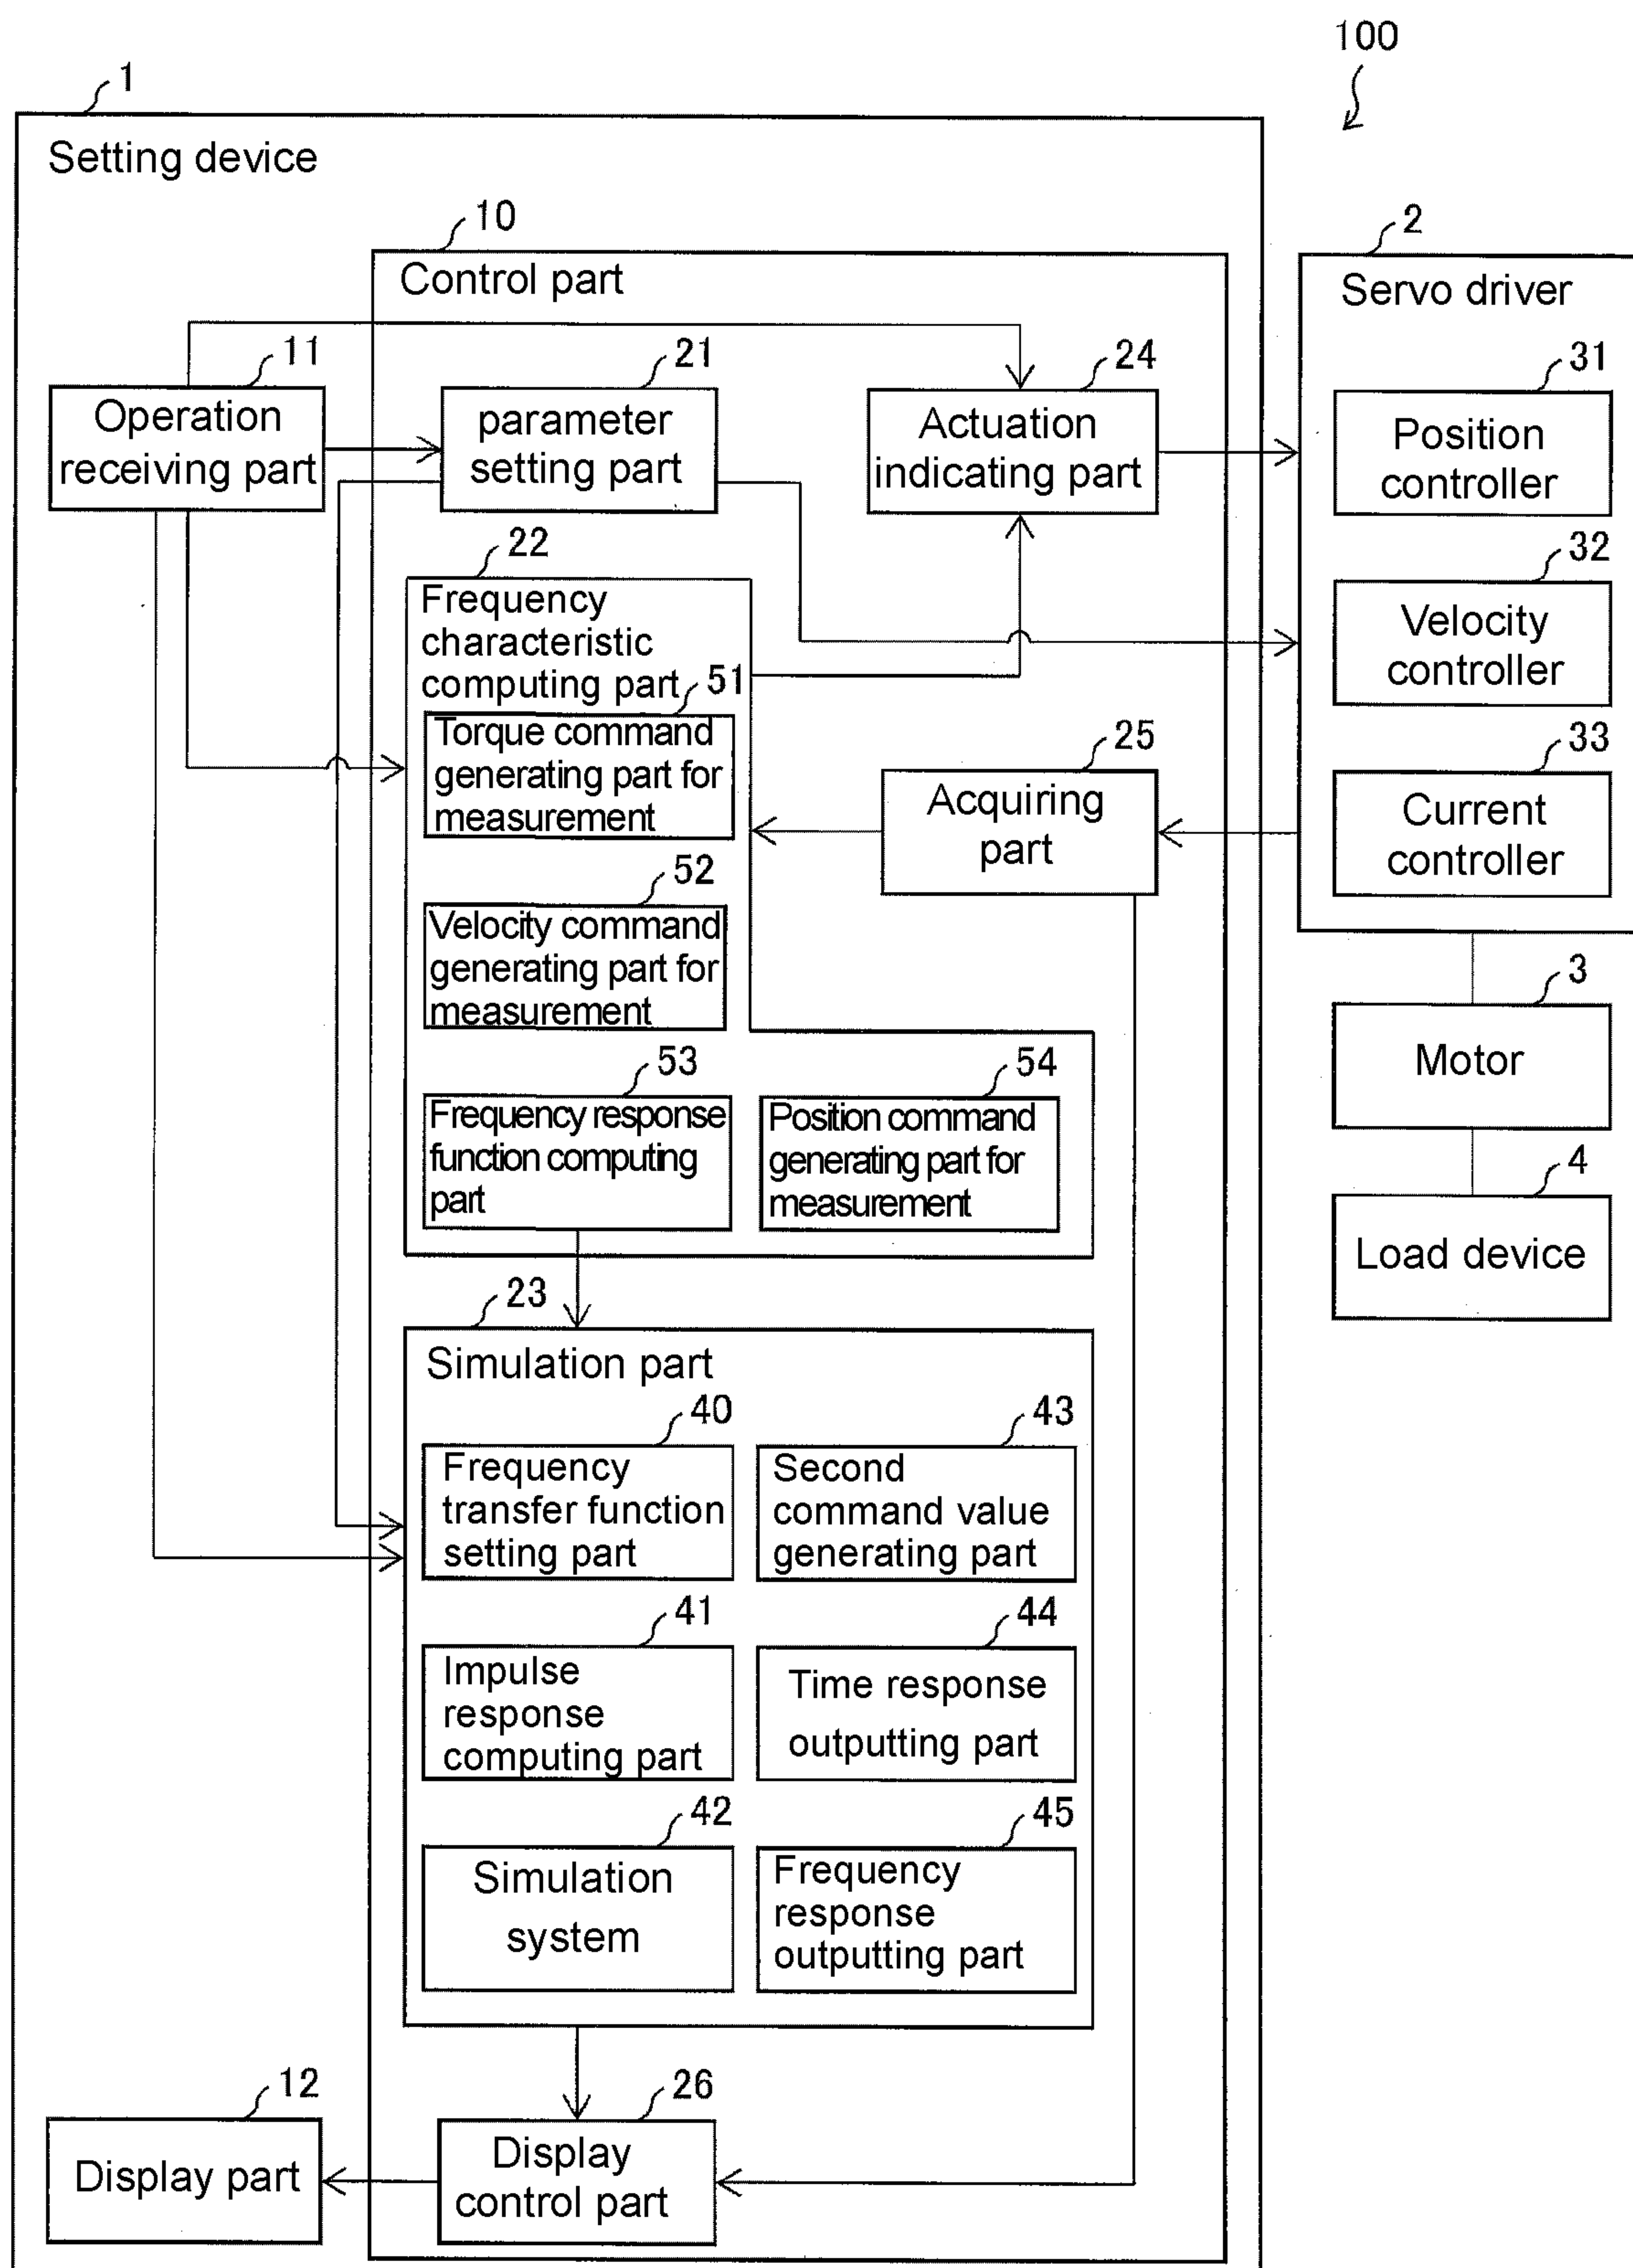 100
1
Setting device
10
Control part
2
Servo driver
11
Operation
receiving part
21
parameter
setting part
24
Actuation
indicating part
31
Position
controller
22
Frequency
characteristic
computing part
32
Velocity
controller
51
Torque command
generating part for
measurement
25
Acquiring
part
33
Current
controller
52
Velocity command
generating part for
measurement
3
Motor
53
Frequency response
function computing
part
54
Position command
generating part for
measurement
4
Load device
23
Simulation part
40
Frequency
transfer function
setting part
43
Second
command value
generating part
41
Impulse
response
computing part
44
Time response
outputting part
42
Simulation
system
45
Frequency
response
outputting part
12
Display part
26
Display
control part